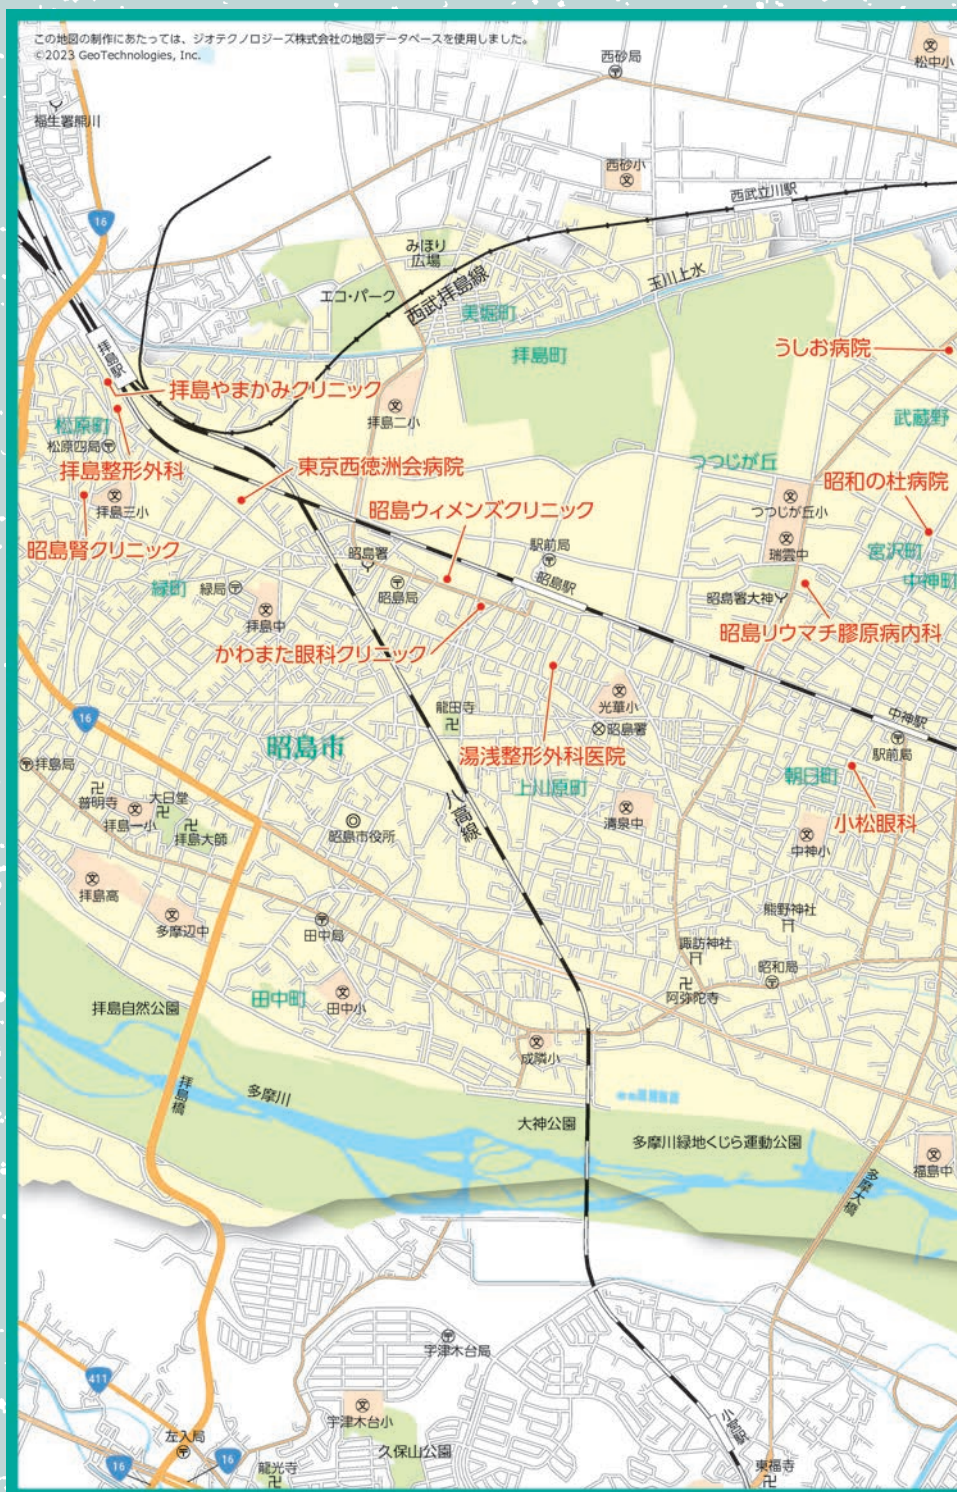 この地図の制作にあたっては、ジオテクノロジーズ株式会社の地図データベースを使用しました。
©2023 GeoTechnologies, Inc.
西砂局
松中小
福生署熊川
西砂小
西武立川駅
16
みほり
広場
玉川上水
エコ・パーク
西武拝島線
美堀町
拝島町
うしお病院
拝島駅
拝島やまかみクリニック
拝島二小
武蔵野
松原町
松原四局
つつじが丘
拝島整形外科
東京西徳洲会病院
昭和の杜病院
拝島三小
昭島ウィメンズクリニック
つつじが丘小
昭島腎クリニック
駅前局
瑞雲中
宮沢町
昭島署
昭島駅
中神町
緑町
緑局
昭島局
昭島署大神
拝島中
昭島リウマチ膠原病内科
かわまた眼科クリニック
光華小
龍田寺
昭島署
中神駅
16
昭島市
湯浅整形外科医院
駅前局
拝島局
上川原町
朝日町
普明寺
大日堂
八高線
拝島一小
拝島大師
昭島市役所
清泉中
小松眼科
中神小
拝島高
多摩辺中
熊野神社
田中局
諏訪神社
昭和局
田中町
阿弥陀寺
拝島自然公園
田中小
成隣小
拝島橋
多摩川
大神公園
多摩川緑地くじら運動公園
福島中
多摩大橋
宇津木台局
411
宇津木台小
小宮駅
左入局
久保山公園
16
16
龍光寺
東福寺